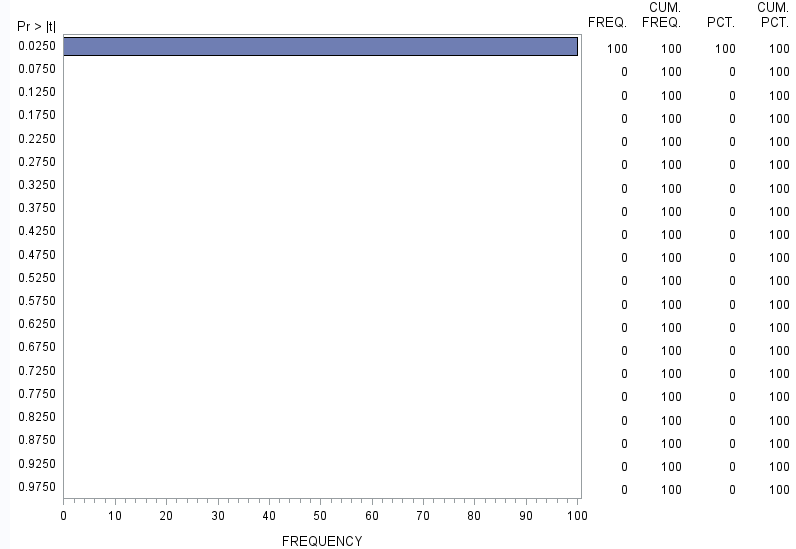 CUM. CUM.
Pr > |t| FREQ. FREQ. PCT. PCT.
0.0250 100 100 100 100
0.0750 0 100 0 100
0.1250 0 100 0 100
0.1750 0 100 0 100
0.2250 0 100 0 100
0.2750 0 100 0 100
0.3250 0 100 0 100
0.3750 0 100 0 100
0.4250 0 100 0 100
0.4750 0 100 0 100
0.5250 0 100 0 100
0.5750 0 100 0 100
0.6250 0 100 0 100
0.6750 0 100 0 100
0.7250 0 100 0 100
0.7750 0 100 0 100
0.8250 0 100 0 100
0.8750 0 100 0 100
0.9250 0 100 0 100
0.9750 0 100 0 100
0 10 20 30 40 50 60 70 80 90 100
FREQUENCY